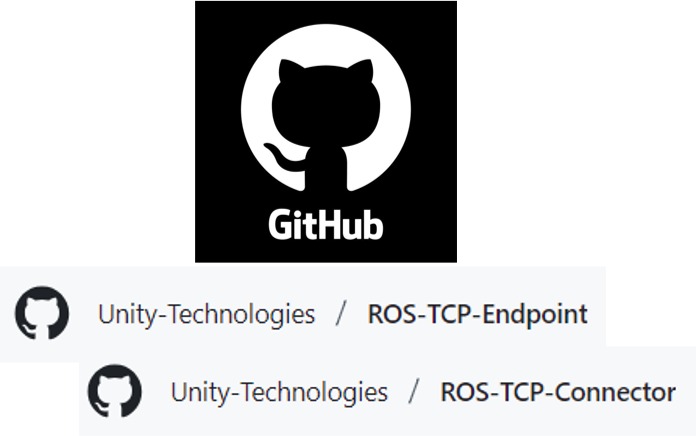 GitHub
Unity-Technologies / ROS-TCP-Endpoint
Unity-Technologies / ROS-TCP-Connector